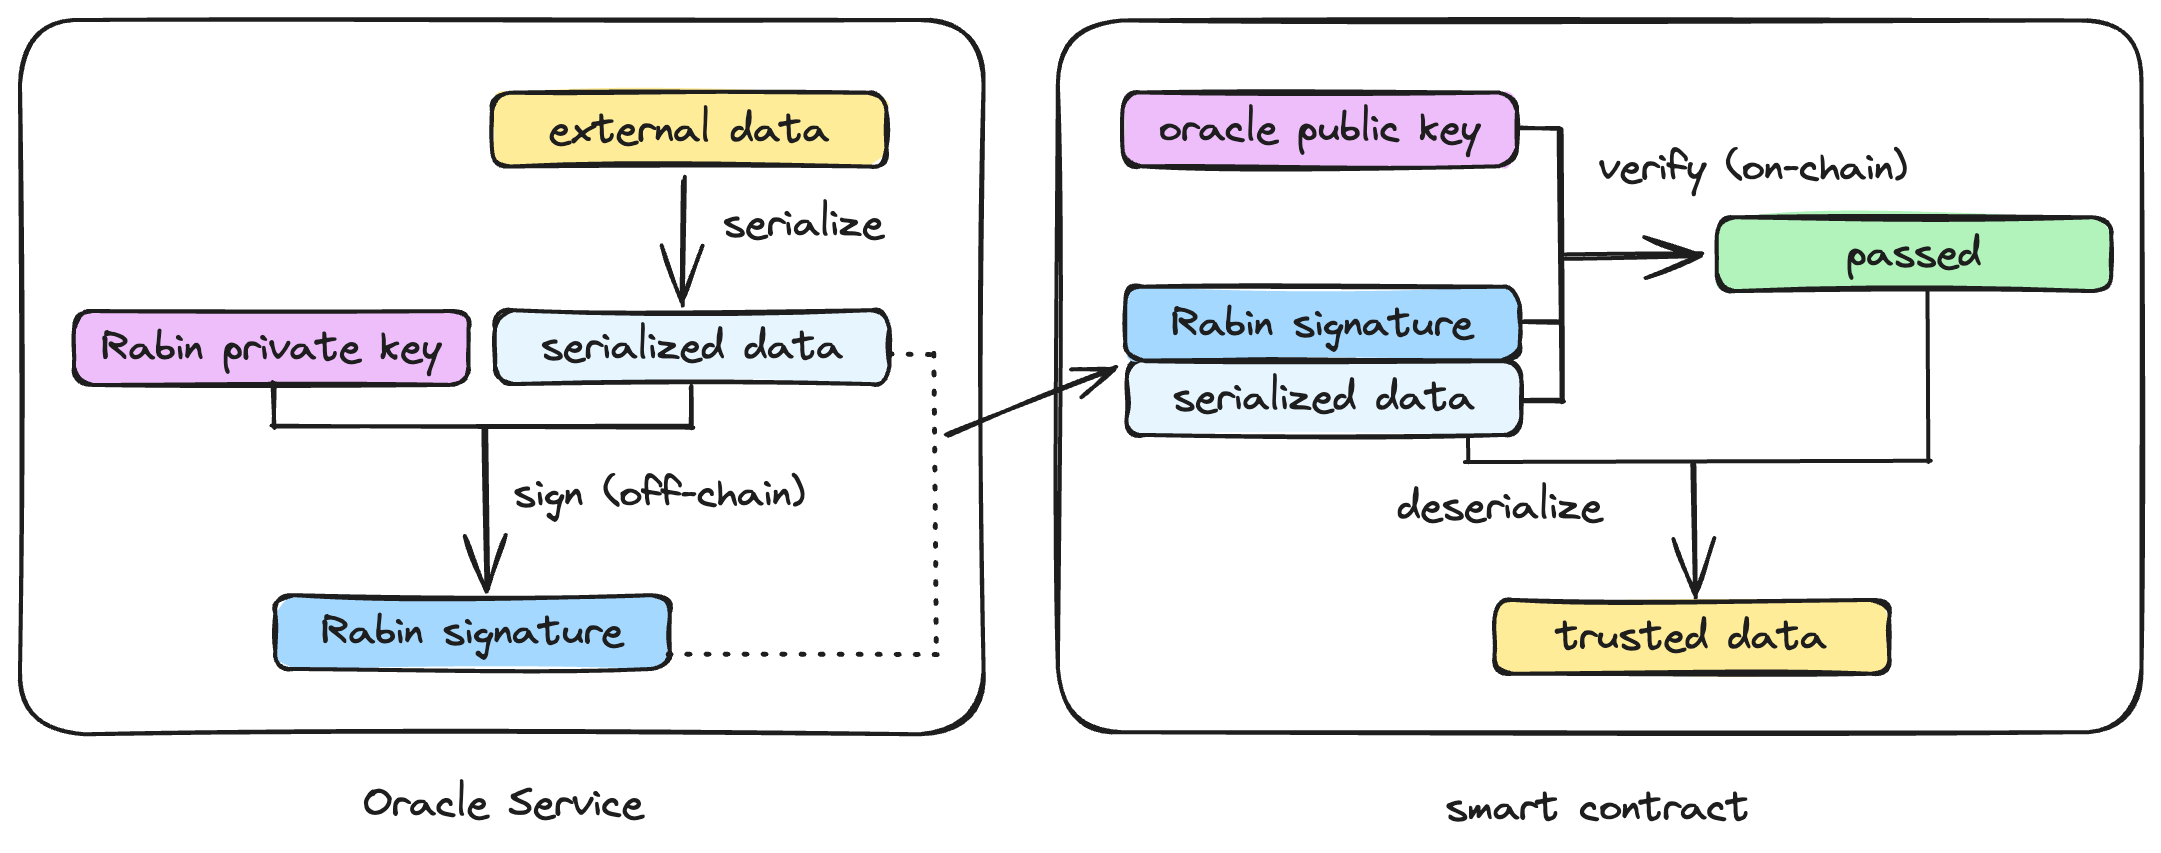 external data
serialize
Rabin private key
serialized data
sign (off-chain)
Rabin signature
Oracle Service
oracle public key
verify (on-chain)
passed
Rabin signature
serialized data
deserialize
trusted data
smart contract